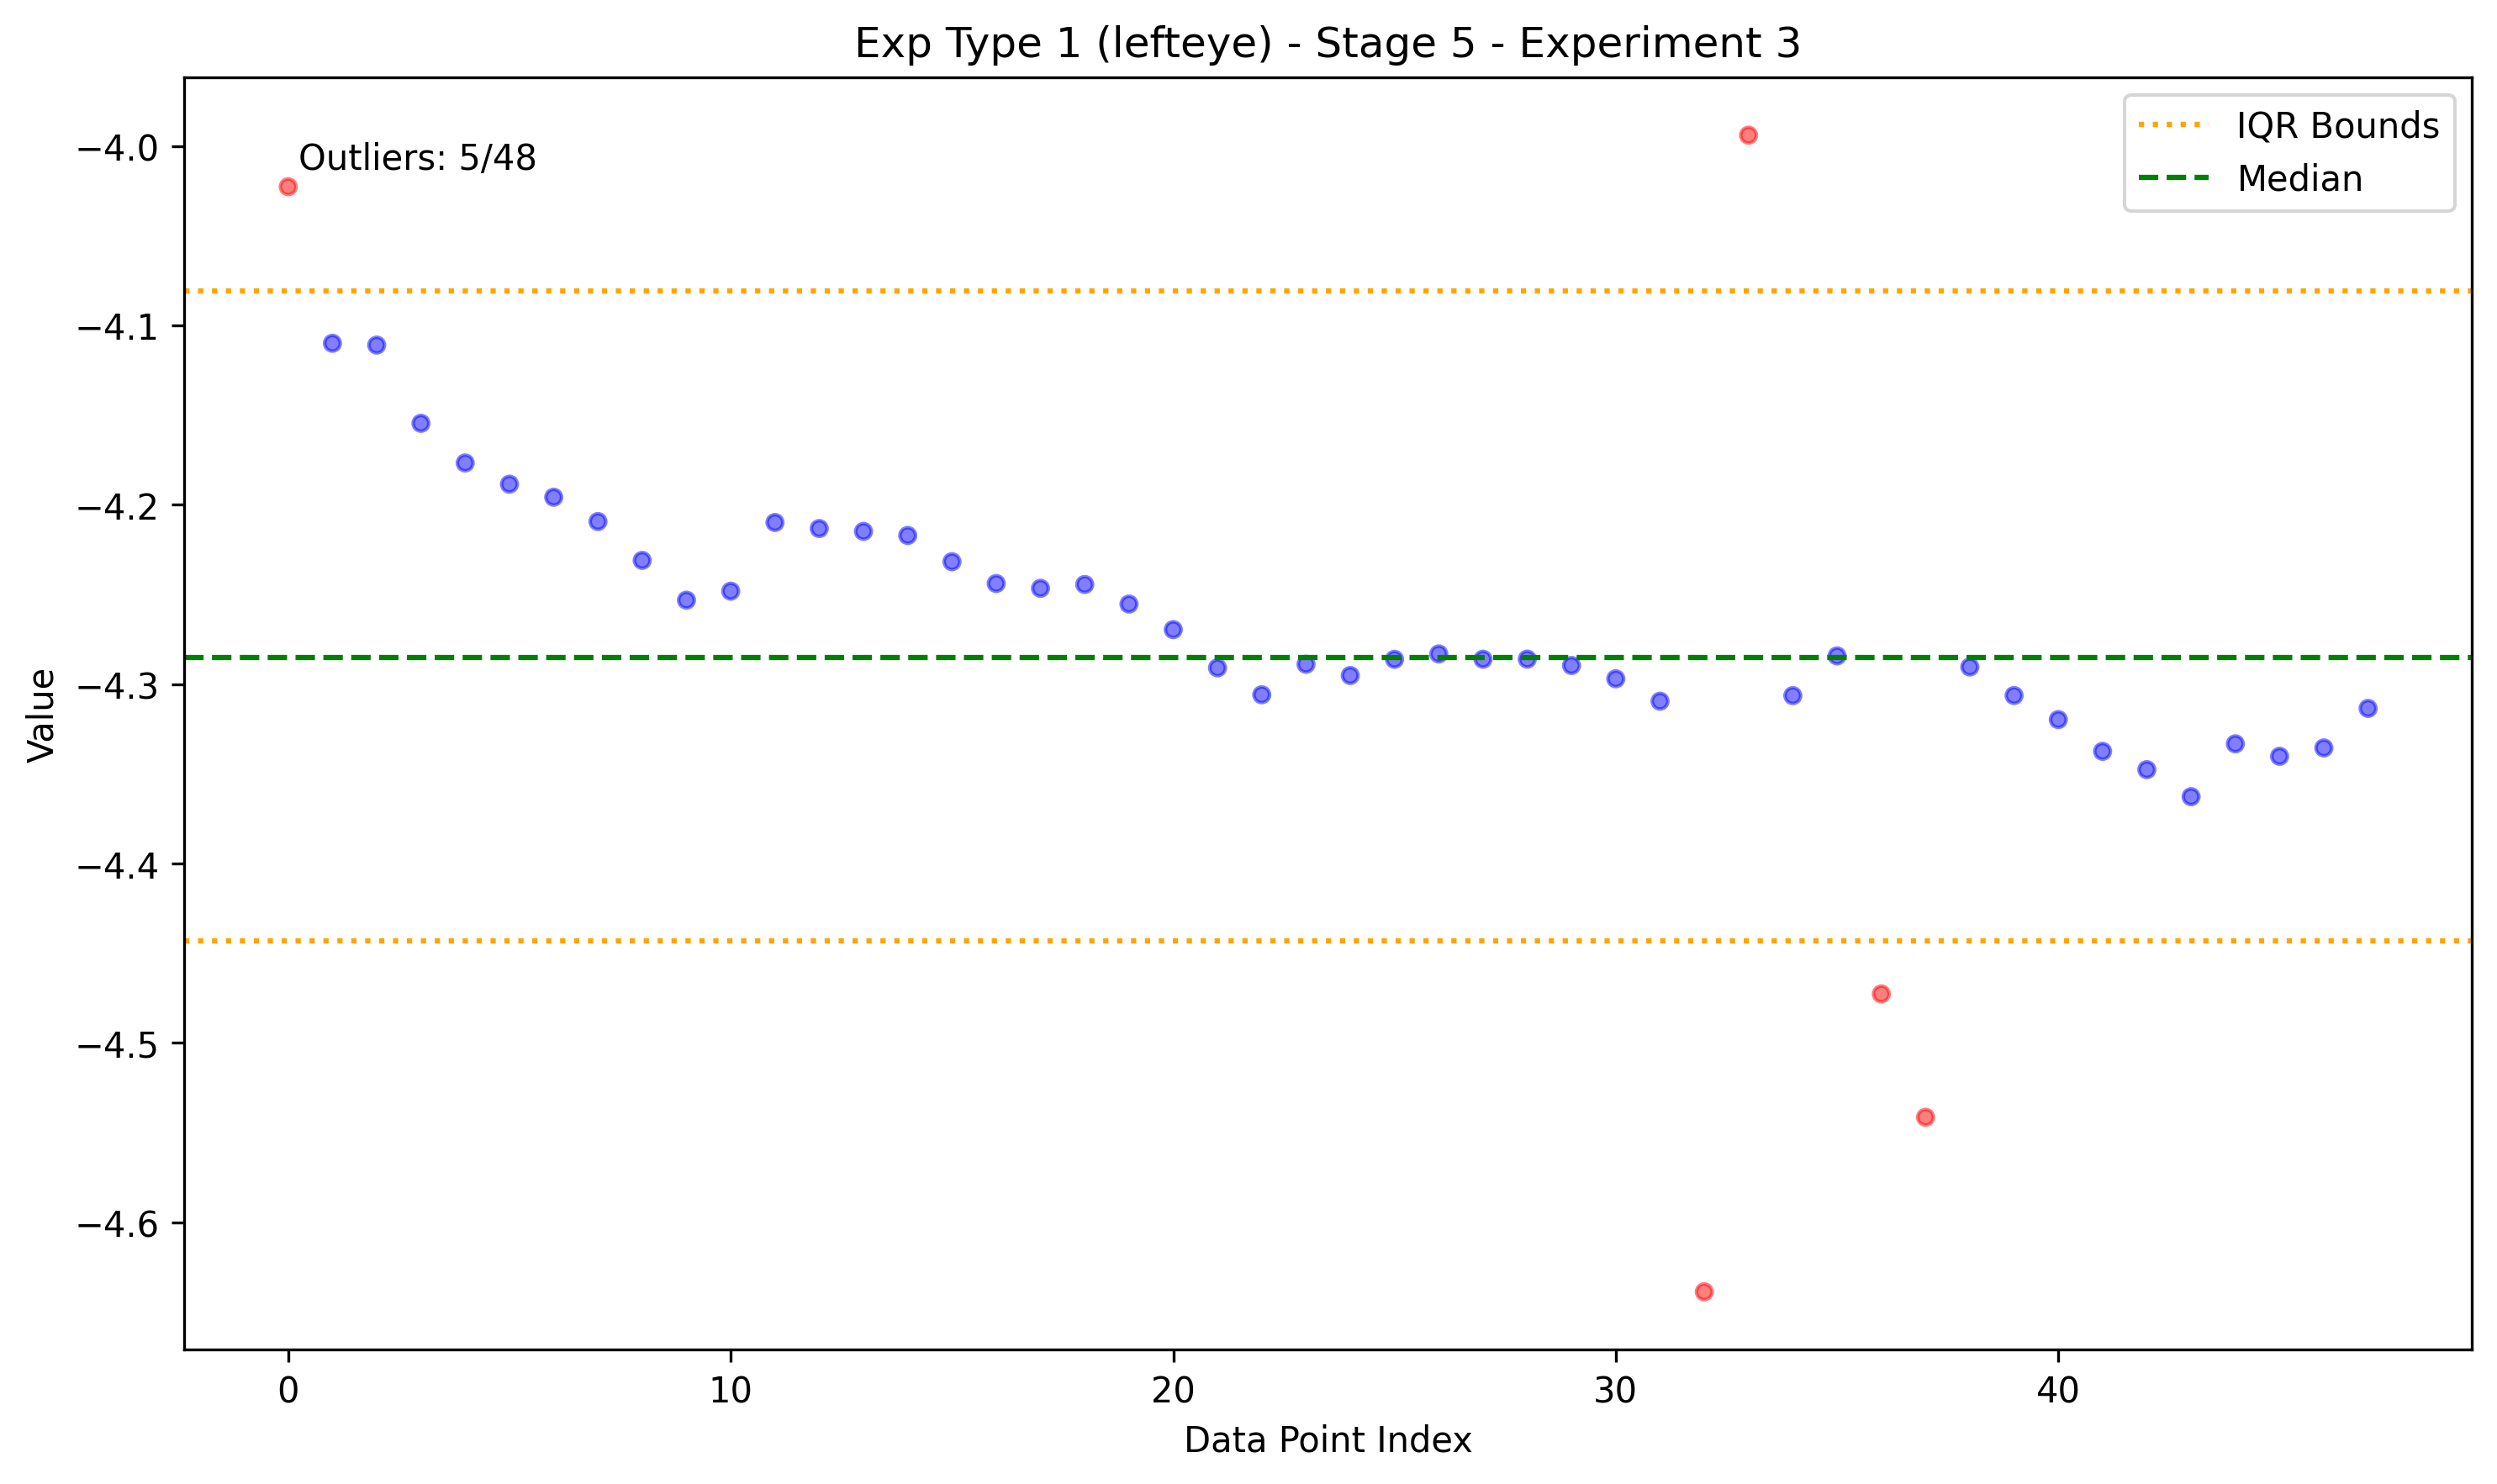 Exp Type 1 (lefteye) - Stage 5 - Experiment 3
Outliers: 5/48
IQR Bounds
Median
−4.0
−4.1
−4.2
−4.3
−4.4
−4.5
−4.6
Value
0 10 20 30 40
Data Point Index